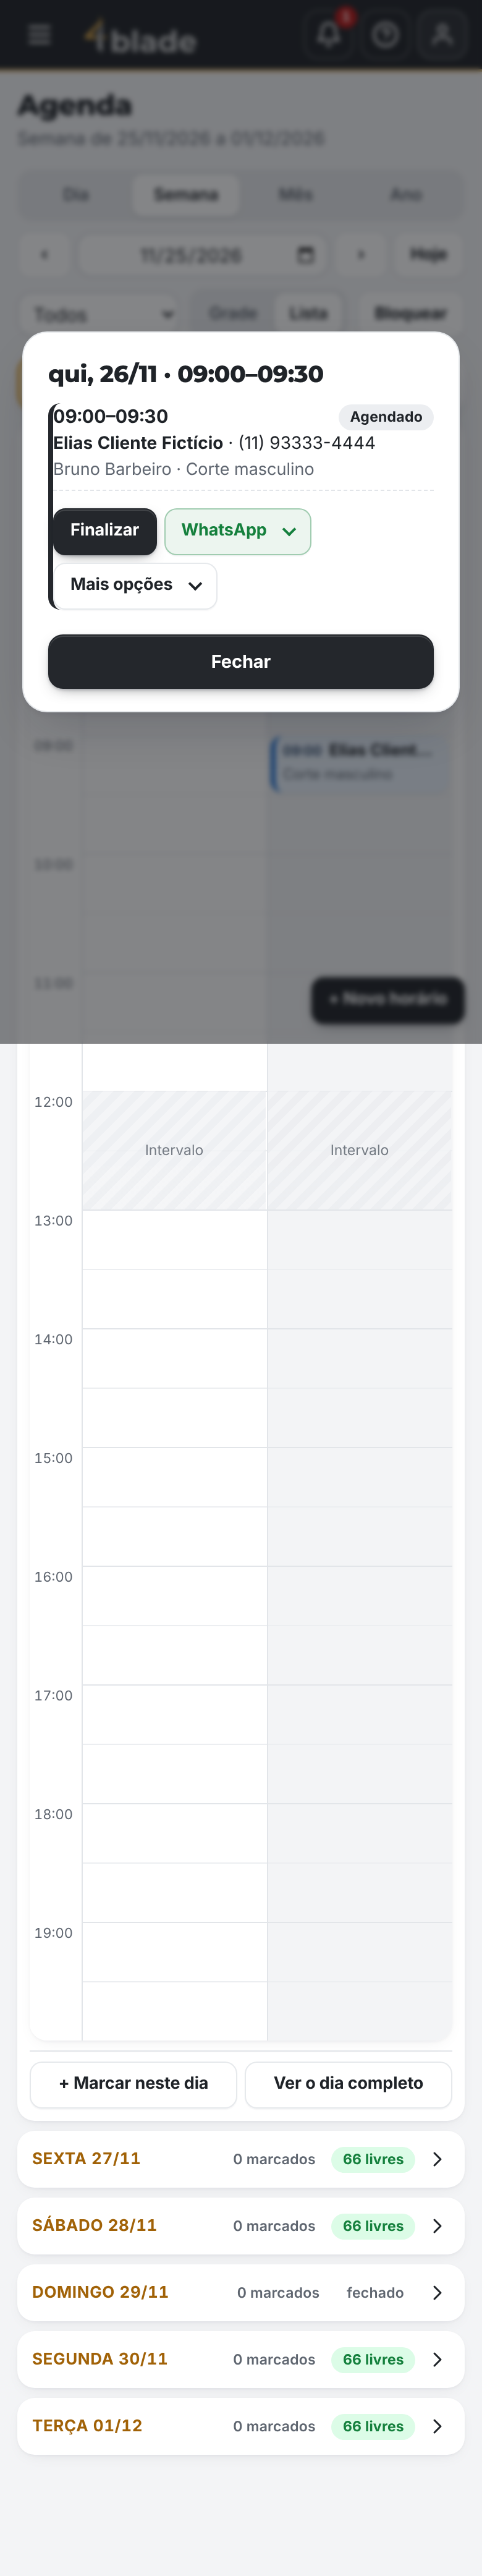 4blade
Agenda
Semana de 25/11/2026 a 01/12/2026
Dia
Semana
Mês
Ano
11/25/2026
Hoje
Todos
Grade
Lista
Bloquear
qui, 26/11 · 09:00–09:30
09:00–09:30
Agendado
Elias Cliente Fictício · (11) 93333-4444
Bruno Barbeiro · Corte masculino
Finalizar
WhatsApp
Mais opções
Fechar
09:00
09:00 Elias Client...
Corte masculino
10:00
11:00
+ Novo horário
12:00
Intervalo
Intervalo
13:00
14:00
15:00
16:00
17:00
18:00
19:00
+ Marcar neste dia
Ver o dia completo
SEXTA 27/11
0 marcados
66 livres
SÁBADO 28/11
0 marcados
66 livres
DOMINGO 29/11
0 marcados
fechado
SEGUNDA 30/11
0 marcados
66 livres
TERÇA 01/12
0 marcados
66 livres